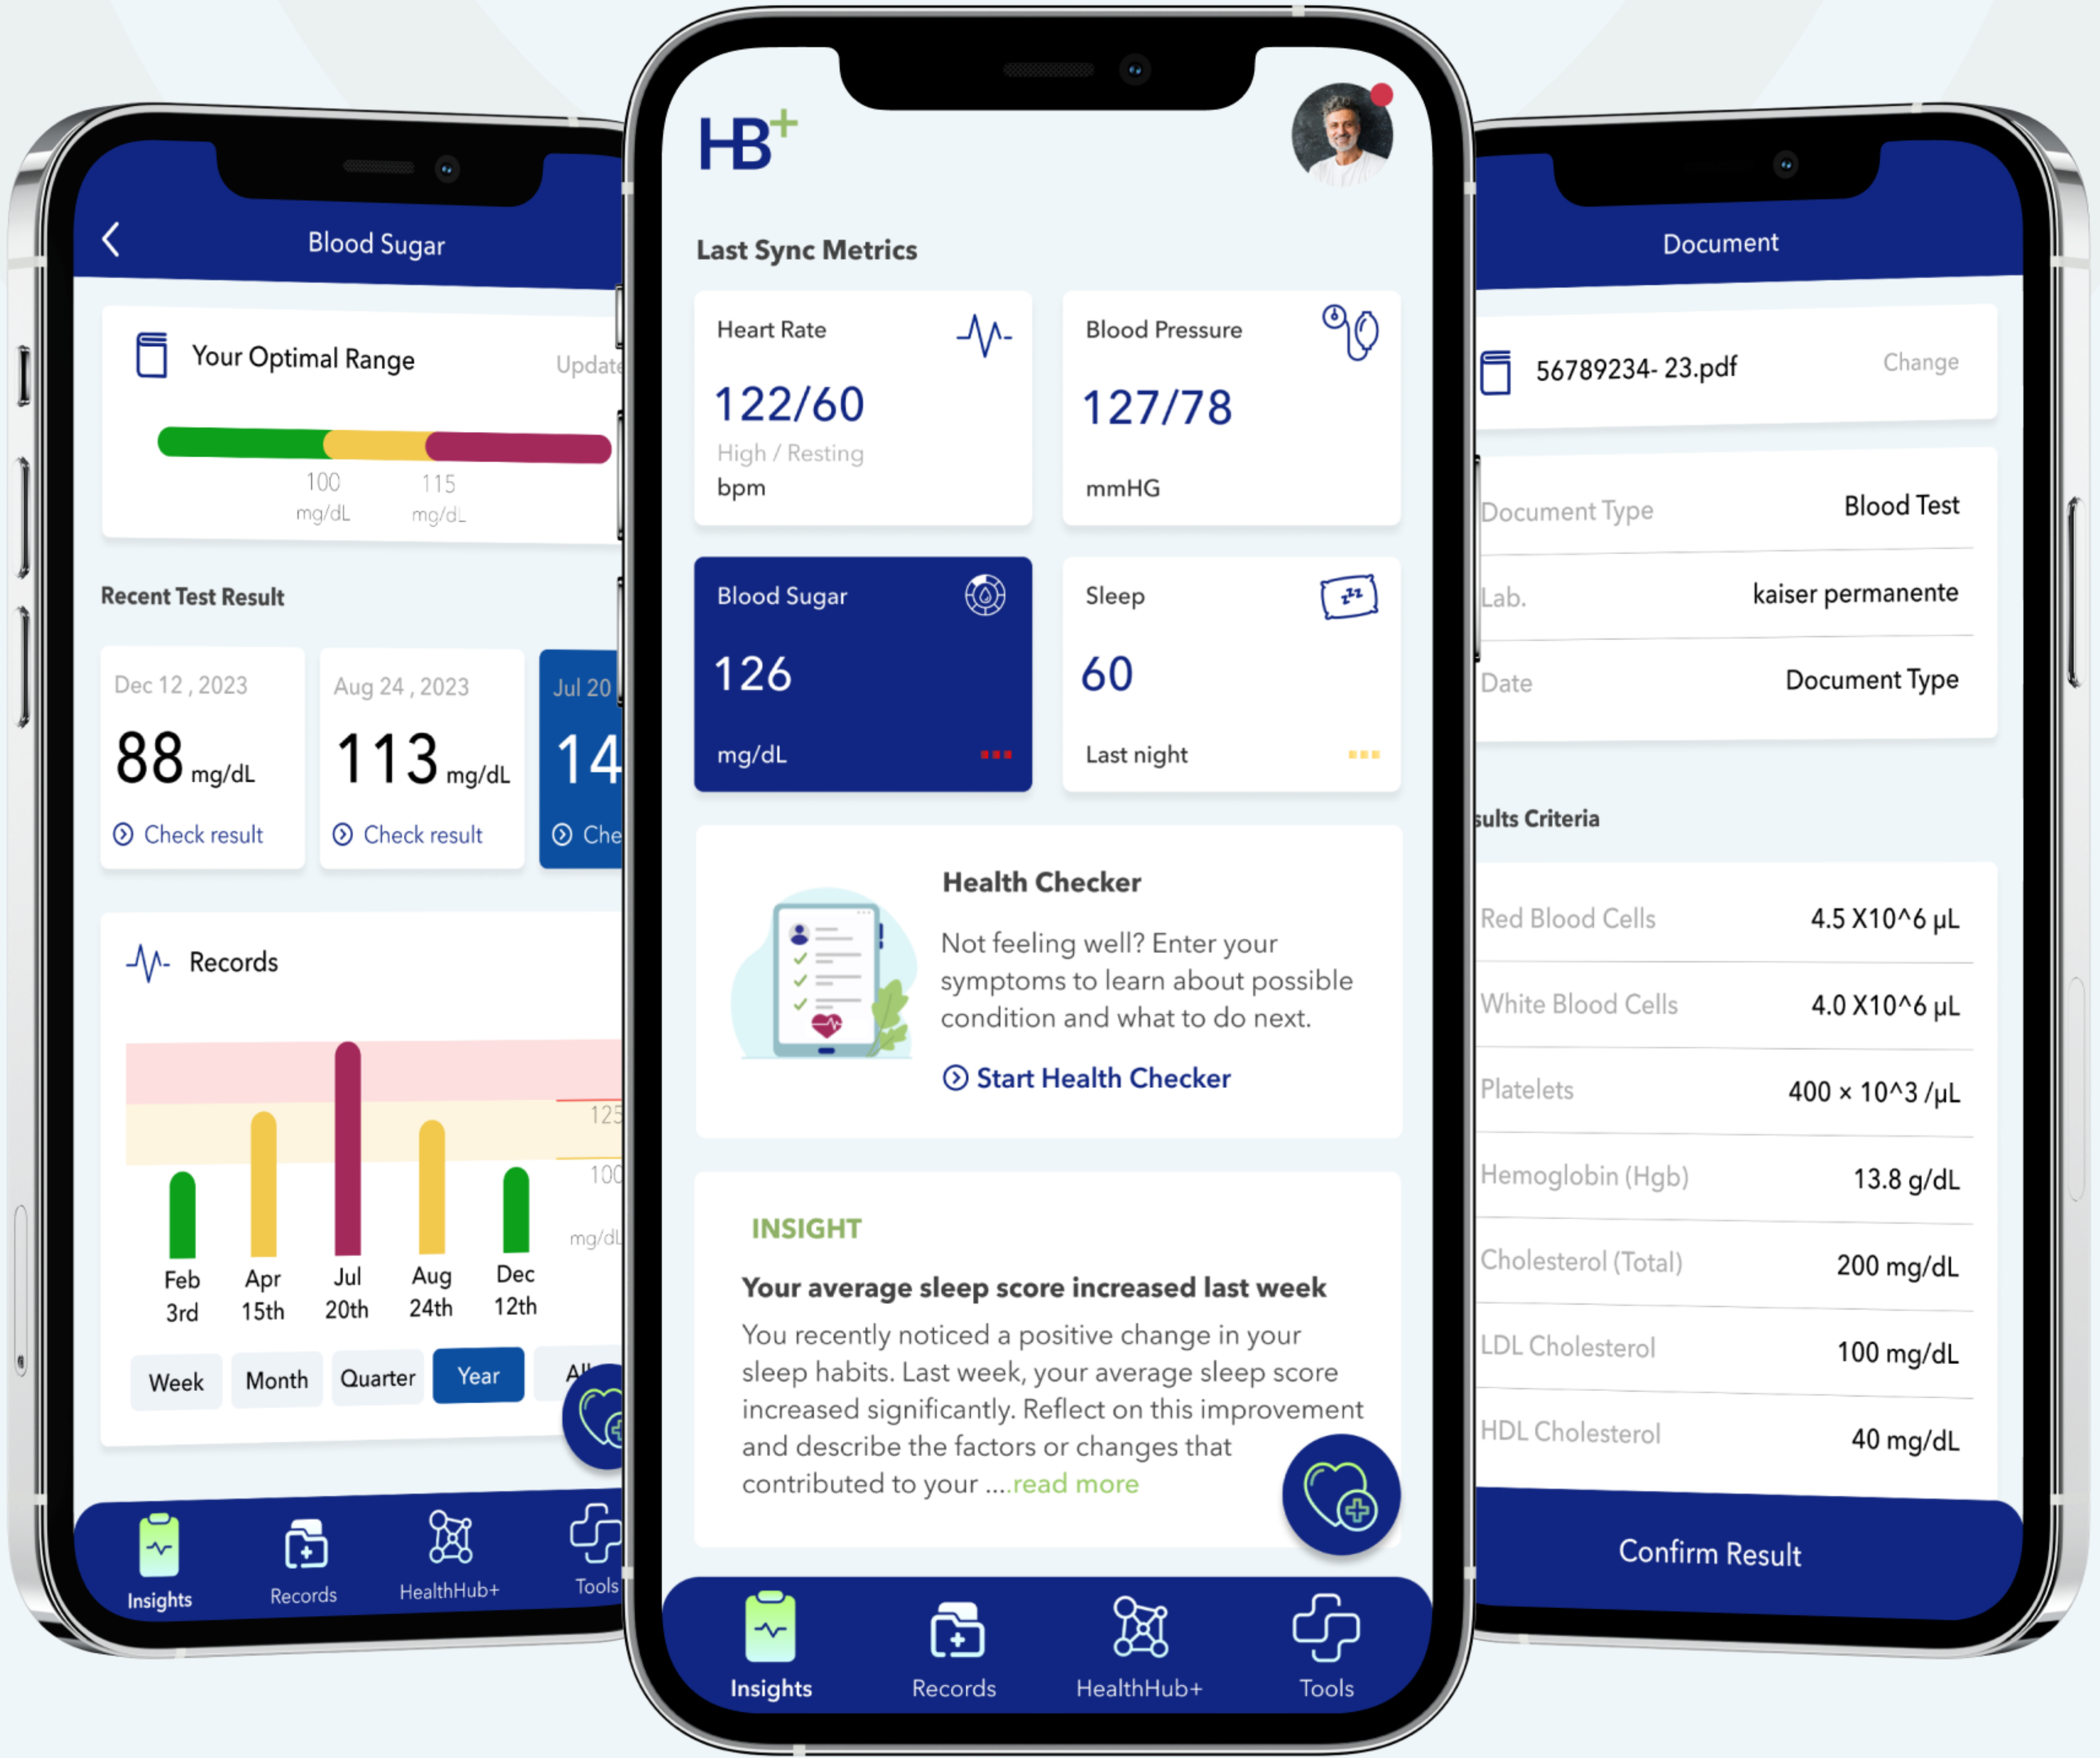 Blood Sugar
Your Optimal Range
100
mg/dL
115
mg/dL
Recent Test Result
Dec 12 , 2023
88 mg/dL
Check result
Aug 24 , 2023
113 mg/dL
Check result
Jul 20
Records
125
100
Feb
3rd
Apr
15th
Jul
20th
Aug
24th
Dec
12th
Week
Month
Quarter
Year
Insights
Records
HealthHub+
Tools
HB+
Last Sync Metrics
Heart Rate
122/60
High / Resting
bpm
Blood Pressure
127/78
mmHG
Blood Sugar
126
mg/dL
Sleep
zzz
60
Last night
Health Checker
Not feeling well? Enter your
symptoms to learn about possible
condition and what to do next.
Start Health Checker
INSIGHT
Your average sleep score increased last week
You recently noticed a positive change in your
sleep habits. Last week, your average sleep score
increased significantly. Reflect on this improvement
and describe the factors or changes that
contributed to your ....read more
Insights
Records
HealthHub+
Tools
Document
56789234- 23.pdf
Change
Document Type
Blood Test
Lab.
kaiser permanente
Date
Document Type
Criteria
Red Blood Cells
4.5 X10^6 µL
White Blood Cells
4.0 X10^6 µL
Platelets
400 × 10^3 /µL
Hemoglobin (Hgb)
13.8 g/dL
Cholesterol (Total)
200 mg/dL
LDL Cholesterol
100 mg/dL
HDL Cholesterol
40 mg/dL
Confirm Result